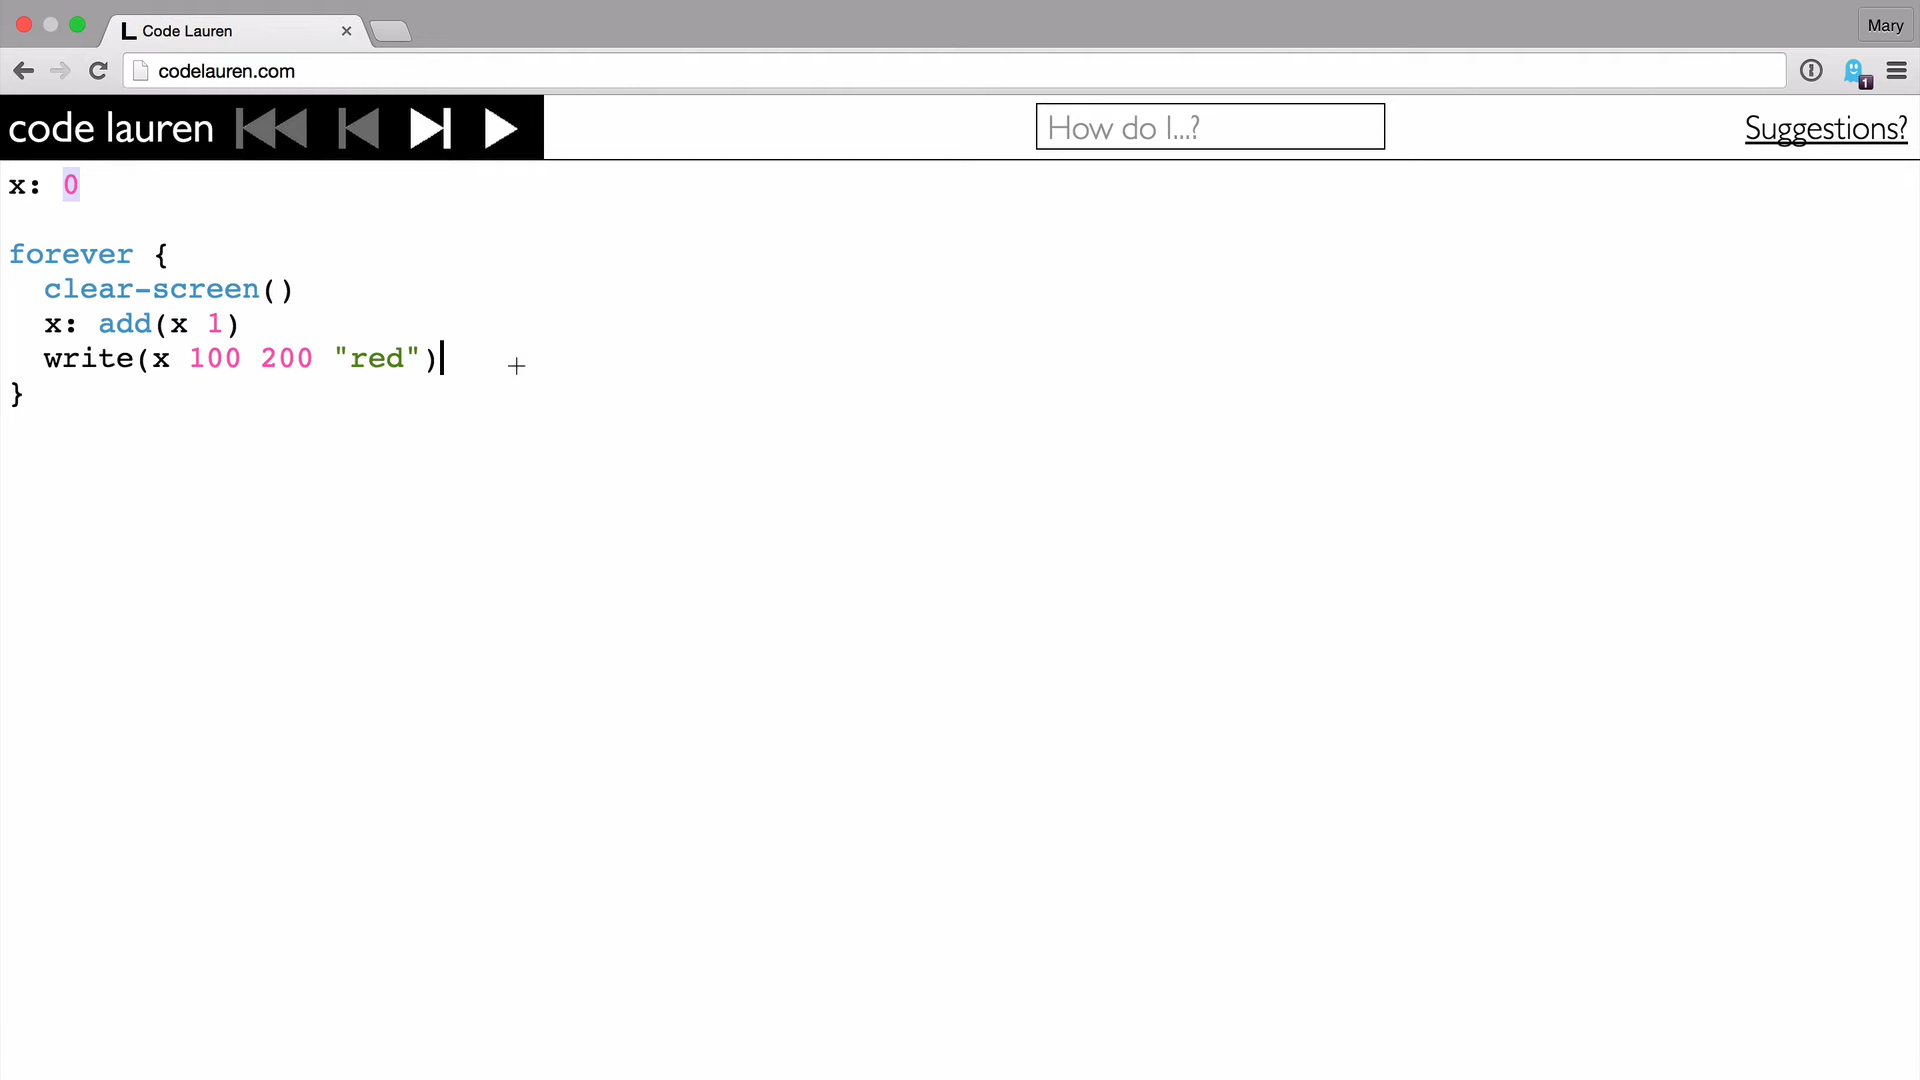 Code Lauren
Mary
codelauren.com
1
code lauren
How do I...?
Suggestions?
x: 0
forever {
clear-screen()
x: add(x 1)
write(x 100 200 "red")
}